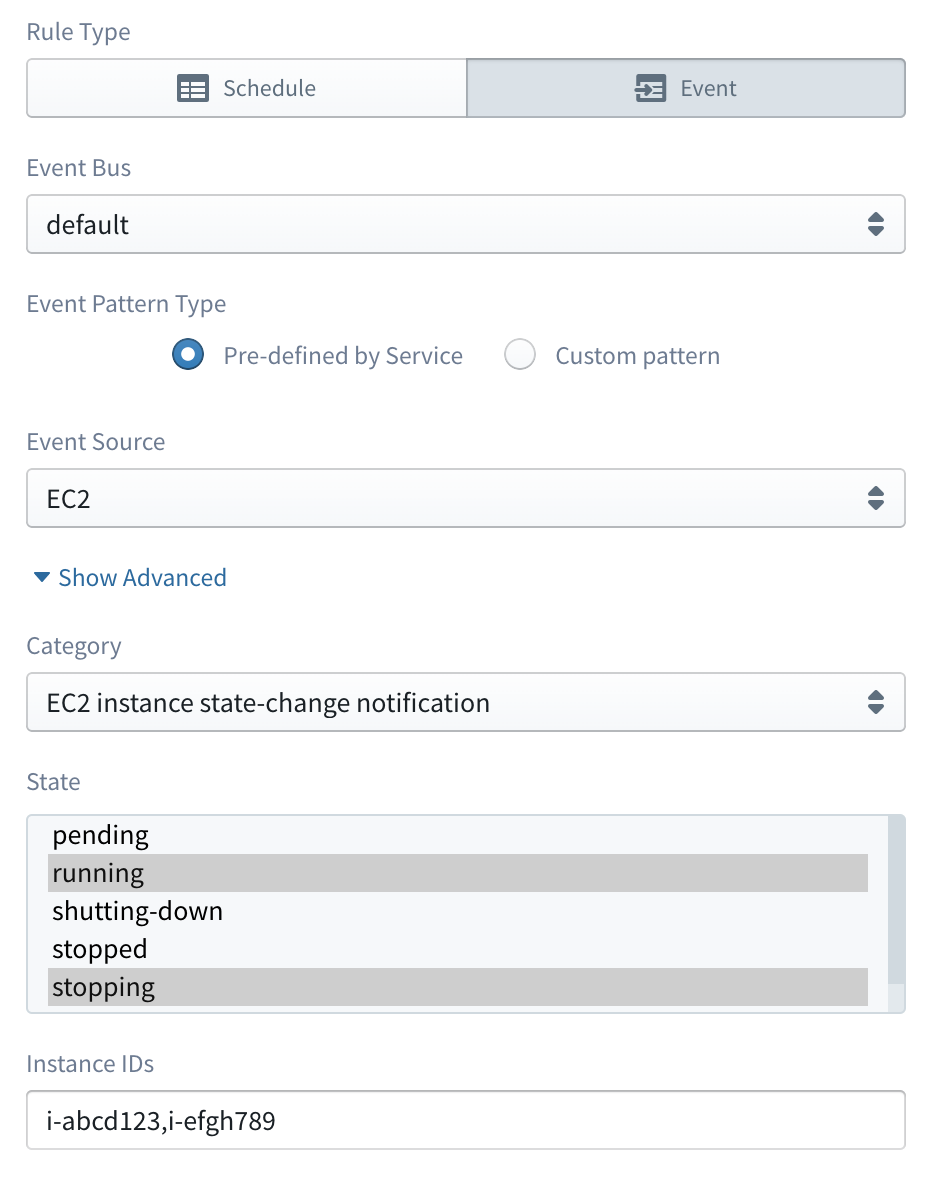 Rule Type
Schedule
Event
Event Bus
default
Event Pattern Type
Pre-defined by Service
Custom pattern
Event Source
EC2
Show Advanced
Category
EC2 instance state-change notification
State
pending
running
shutting-down
stopped
stopping
Instance IDs
i-abcd123,i-efgh789